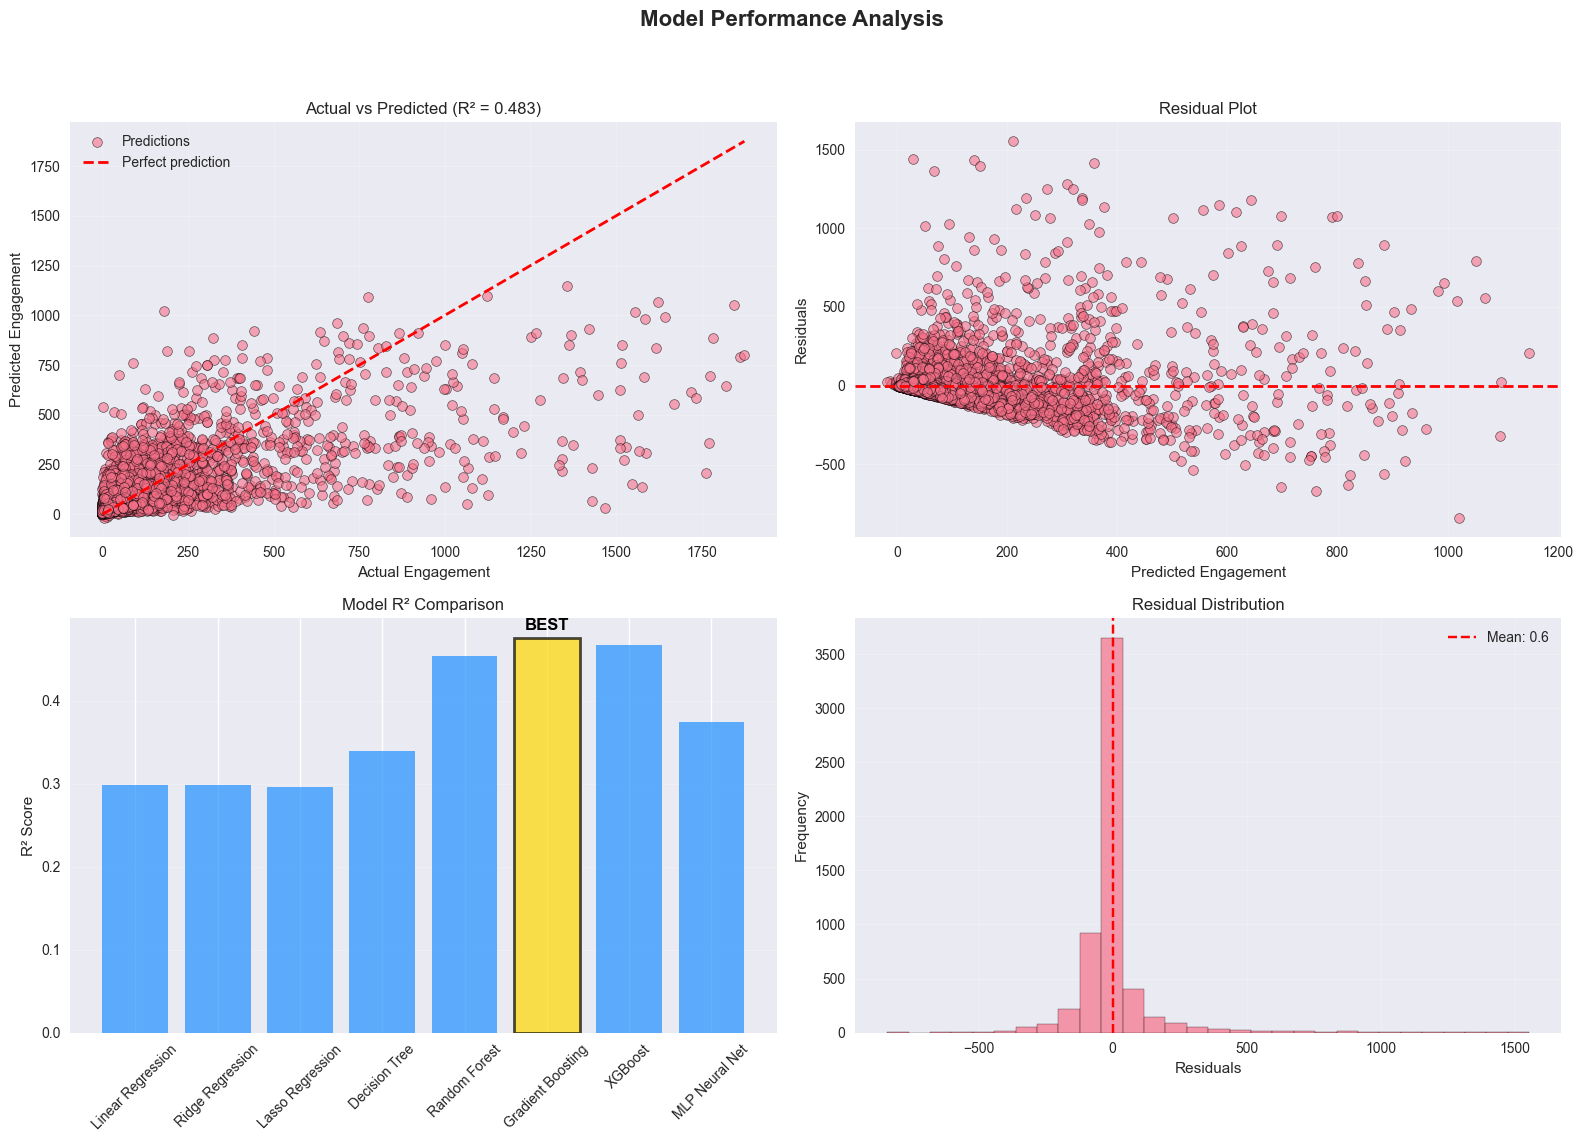 Model Performance Analysis
Actual vs Predicted (R² = 0.483)
Predictions
Perfect prediction
1750
1500
1250
1000
750
500
250
0
Predicted Engagement
0 250 500 750 1000 1250 1500 1750
Actual Engagement
Residual Plot
1500
1000
500
0
−500
Residuals
0 200 400 600 800 1000 1200
Predicted Engagement
Model R² Comparison
BEST
0.4
0.3
0.2
0.1
0.0
R² Score
Linear Regression
Ridge Regression
Lasso Regression
Decision Tree
Random Forest
Gradient Boosting
XGBoost
MLP Neural Net
Residual Distribution
Mean: 0.6
3500
3000
2500
2000
1500
1000
500
0
Frequency
−500 0 500 1000 1500
Residuals